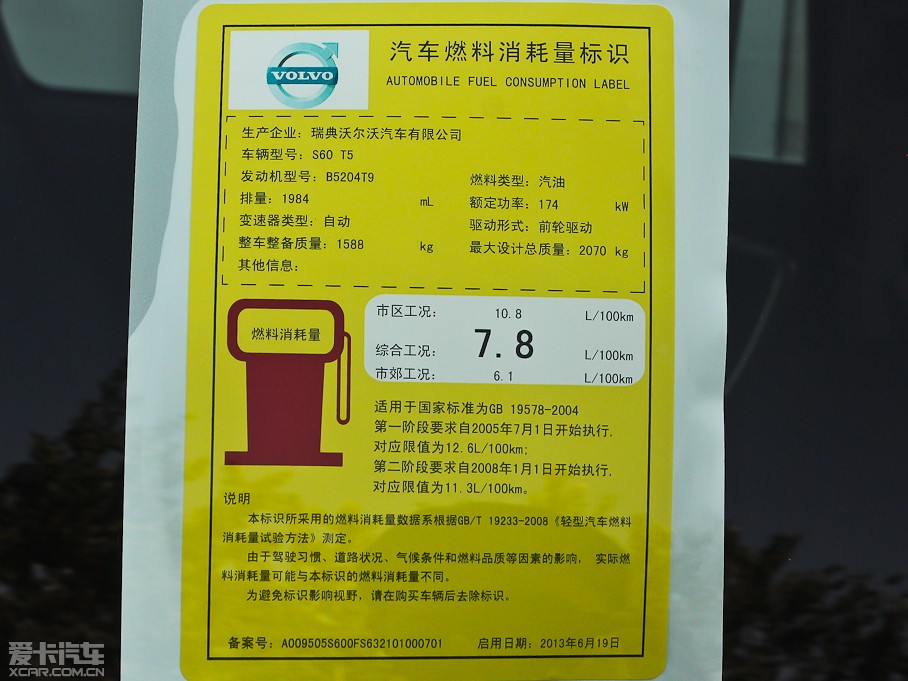 VOLVO
汽车燃料消耗量标识
AUTOMOBILE FUEL CONSUMPTION LABEL
生产企业：瑞典沃尔沃汽车有限公司
车辆型号：S60 T5
发动机型号：B5204T9 燃料类型：汽油
排量：1984 mL 额定功率：174 kW
变速器类型：自动 驱动形式：前轮驱动
整车整备质量：1588 kg 最大设计总质量：2070 kg
其他信息：
燃料消耗量
市区工况： 10.8 L/100km
综合工况： 7.8 L/100km
市郊工况： 6.1 L/100km
适用于国家标准为GB 19578-2004
第一阶段要求自2005年7月1日开始执行,
对应限值为12.6L/100km;
第二阶段要求自2008年1月1日开始执行,
对应限值为11.3L/100km。
说明
本标识所采用的燃料消耗量数据系根据GB/T 19233-2008《轻型汽车燃料
消耗量试验方法》测定。
由于驾驶习惯、道路状况、气候条件和燃料品质等因素的影响， 实际燃
料消耗量可能与本标识的燃料消耗量不同。
为避免标识影响视野，请在购买车辆后去除标识。
备案号：A009505S600FS632101000701 启用日期：2013年6月19日
爱卡汽车
XCAR.COM.CN